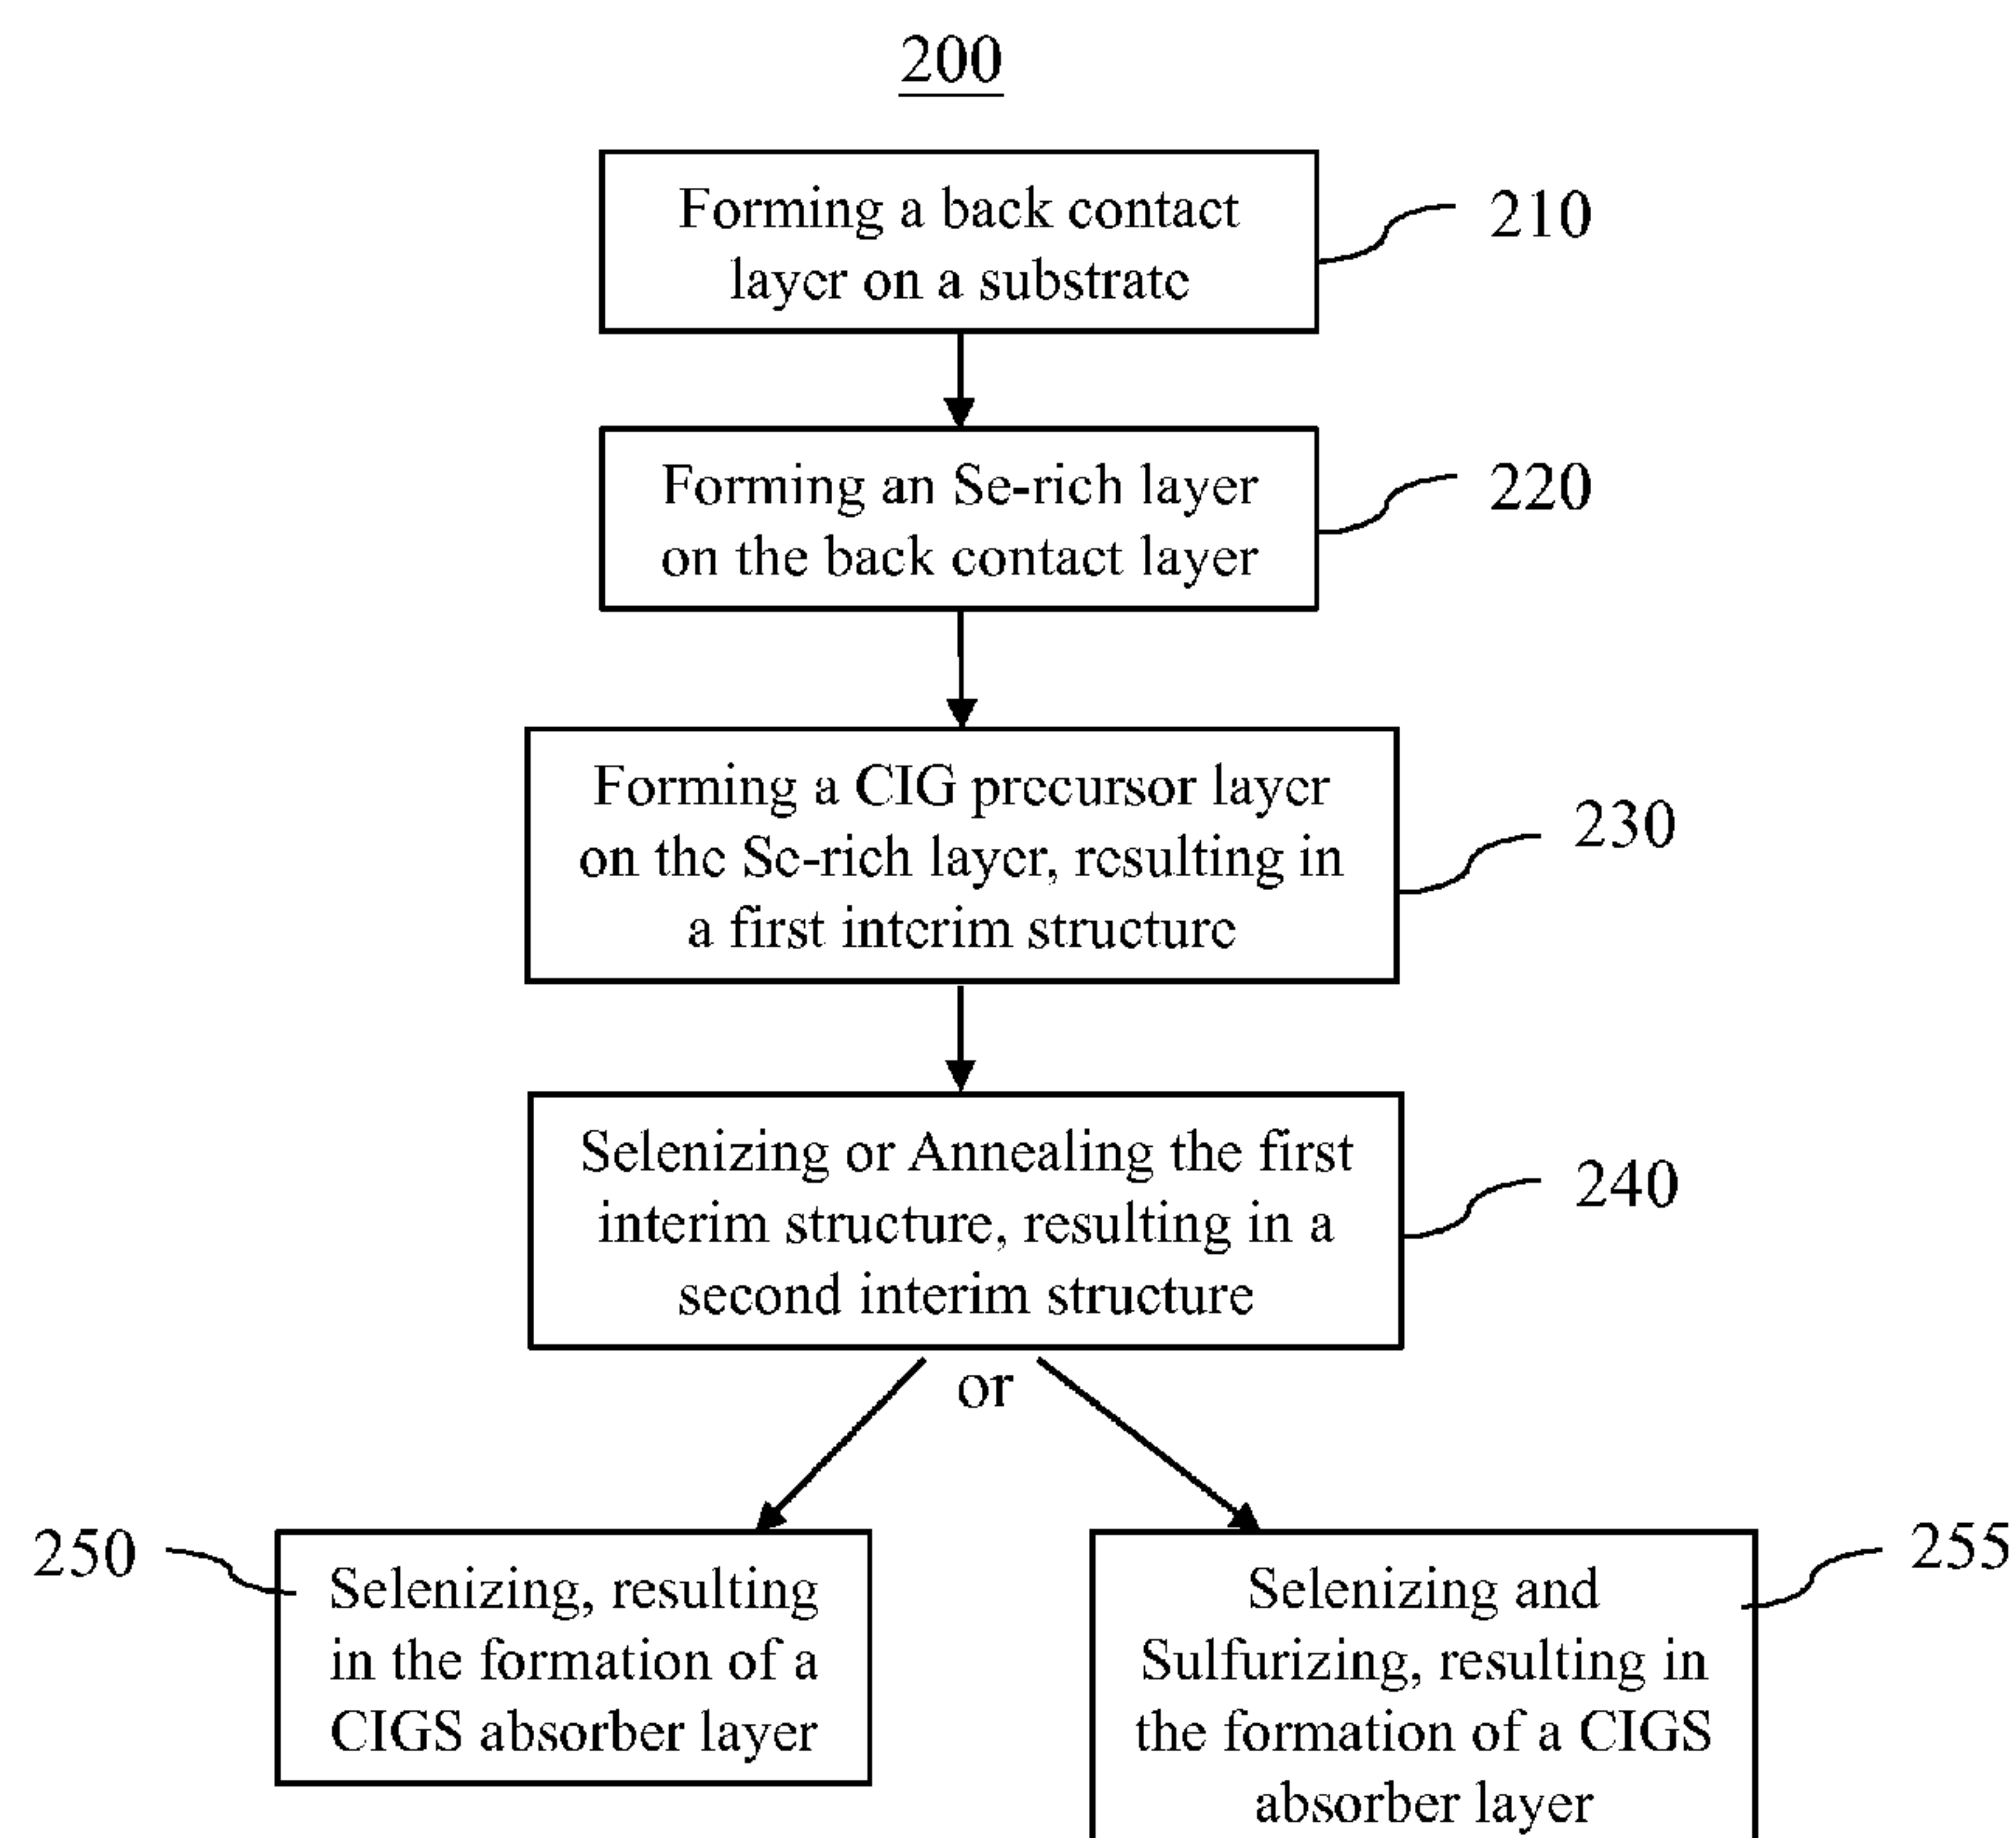 200
Forming a back contact
layer on a substrate
210
Forming an Se-rich layer
on the back contact layer
220
Forming a CIG precursor layer
on the Se-rich layer, resulting in
a first interim structure
230
Selenizing or Annealing the first
interim structure, resulting in a
second interim structure
240
or
250
Selenizing, resulting
in the formation of a
CIGS absorber layer
Selenizing and
Sulfurizing, resulting in
the formation of a CIGS
absorber layer
255